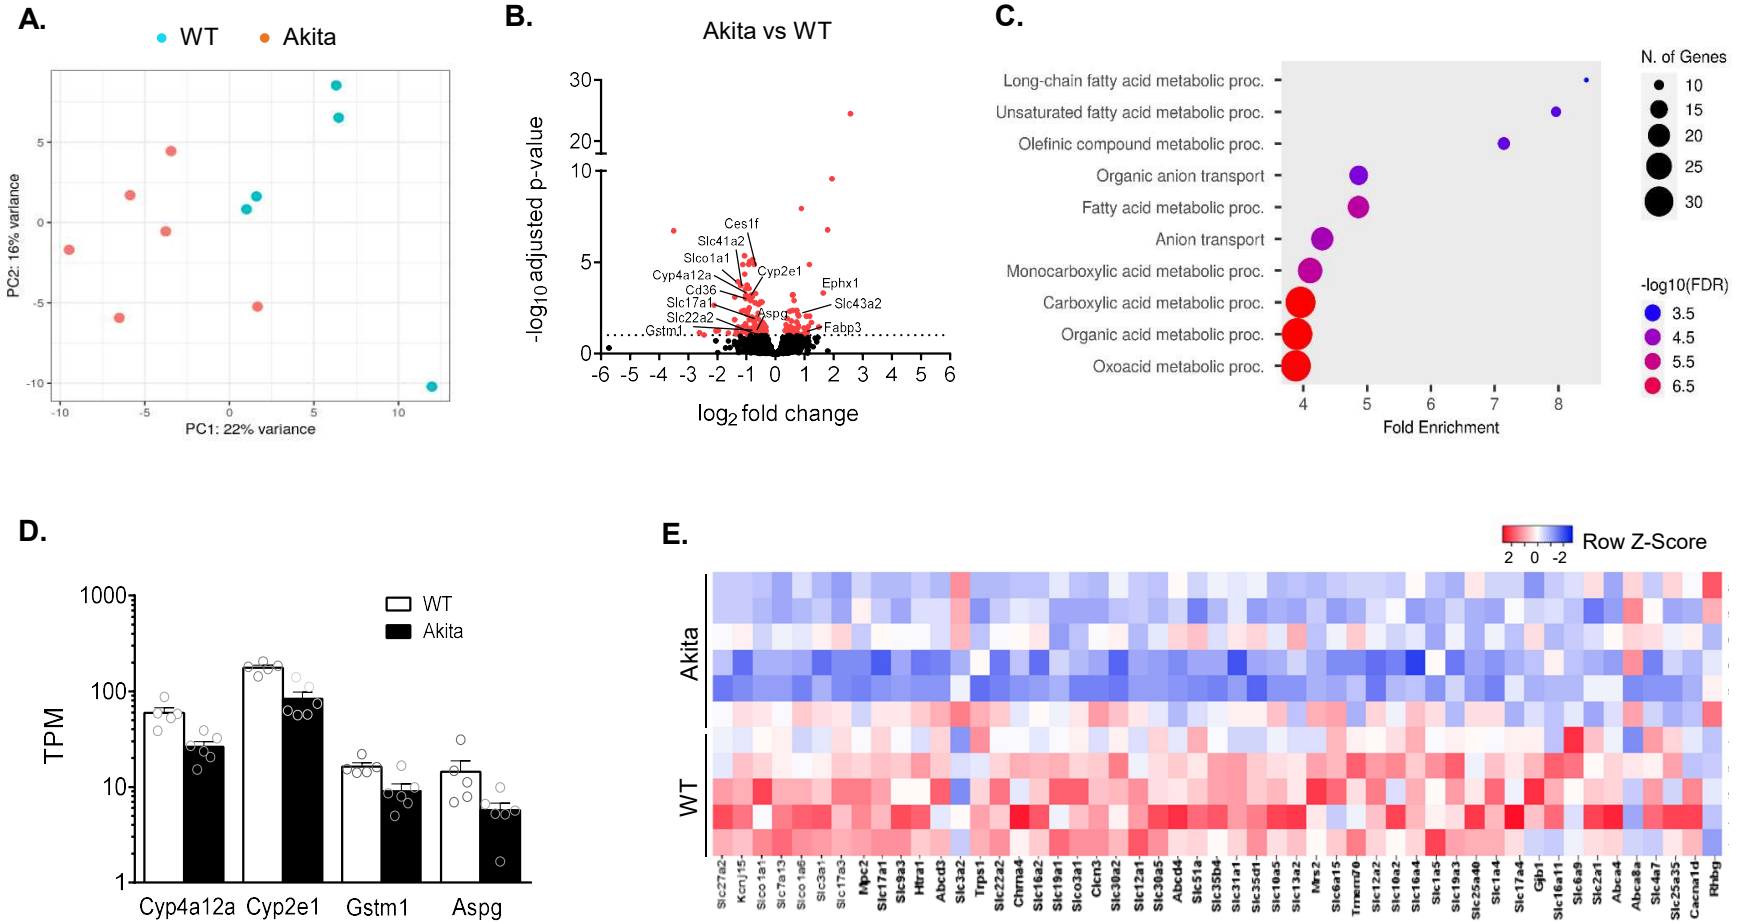 A.
WT
Akita
5
0
-5
-10
-10
-5
0
5
10
PC2: 16% variance
PC1: 22% variance
B.
Akita vs WT
30
20
10
5
0
-log10 adjusted p-value
Ces1f
Slc41a2
Slco1a1
Cyp4a12a
Cyp2e1
Cd36
Slc17a1
Slc22a2
Gstm1
Aspg
Ephx1
Slc43a2
Fabp3
-6 -5 -4 -3 -2 -1 0 1 2 3 4 5 6
log2 fold change
C.
Long-chain fatty acid metabolic proc.
Unsaturated fatty acid metabolic proc.
Olefinic compound metabolic proc.
Organic anion transport
Fatty acid metabolic proc.
Anion transport
Monocarboxylic acid metabolic proc.
Carboxylic acid metabolic proc.
Organic acid metabolic proc.
Oxoacid metabolic proc.
4 5 6 7 8
Fold Enrichment
N. of Genes
10
15
20
25
30
-log10(FDR)
3.5
4.5
5.5
6.5
D.
1000
100
10
1
TPM
WT
Akita
Cyp4a12a Cyp2e1 Gstm1 Aspg
E.
2 0 -2
Row Z-Score
Akita
WT
Slc27a2
Kcnj15
Slco1a1
Slc7a13
Slco1a6
Slc3a1
Slc17a3
Mpc2
Slc17a1
Slc9a3
Htra1
Abcd3
Slc3a2
Trps1
Slc22a2
Chrna4
Slc16a2
Slc19a1
Slco3a1
Clcn3
Slc30a2
Slc12a1
Slc30a5
Abcd4
Slc51a
Slc35b4
Slc31a1
Slc35d1
Slc10a5
Slc13a2
Mrs2
Slc6a15
Tmem70
Slc12a2
Slc10a2
Slc16a4
Slc1a5
Slc19a3
Slc25a40
Slc1a4
Slc17a4
Gjb1
Slc16a11
Slc6a9
Slc2a1
Abca4
Abca8a
Slc4a7
Slc25a35
Cacna1d
Rhbg